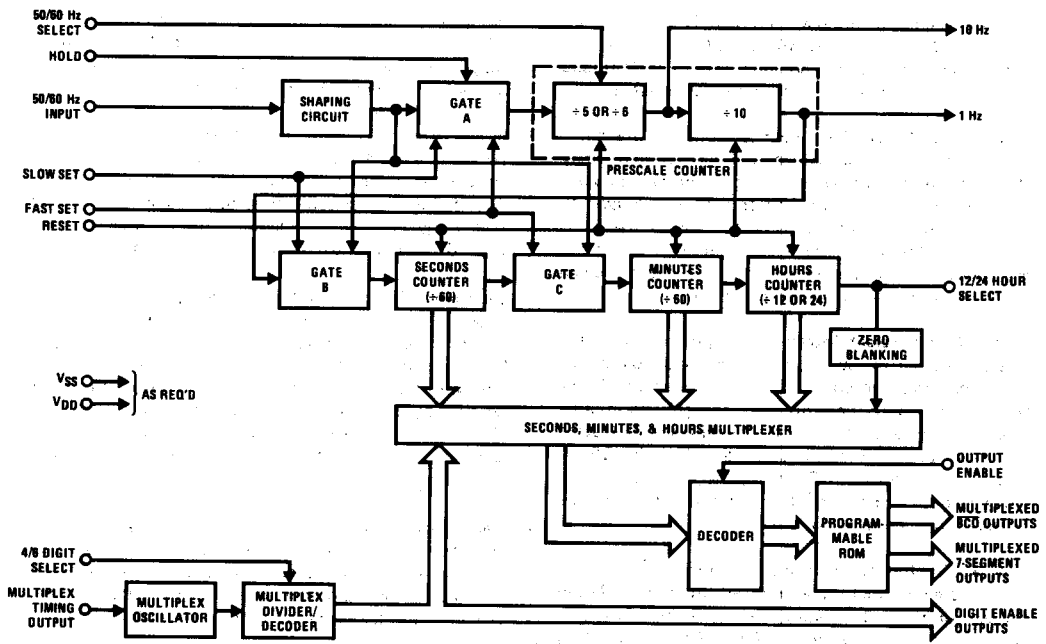 50/60 Hz
SELECT
10 Hz
HOLD
50/60 Hz
INPUT
SHAPING
CIRCUIT
GATE
A
÷5 OR ÷6
÷10
1 Hz
PRESCALE COUNTER
SLOW SET
FAST SET
RESET
GATE
B
SECONDS
COUNTER
(÷60)
GATE
C
MINUTES
COUNTER
(÷60)
HOURS
COUNTER
(÷12 OR 24)
12/24 HOUR
SELECT
ZERO
BLANKING
VSS
VDD
AS REQ'D
SECONDS, MINUTES, & HOURS MULTIPLEXER
OUTPUT
ENABLE
DECODER
PROGRAM-
MABLE
ROM
MULTIPLEXED
BCD OUTPUTS
MULTIPLEXED
7-SEGMENT
OUTPUTS
4/6 DIGIT
SELECT
MULTIPLEX
TIMING
OUTPUT
MULTIPLEX
OSCILLATOR
MULTIPLEX
DIVIDER/
DECODER
DIGIT ENABLE
OUTPUTS